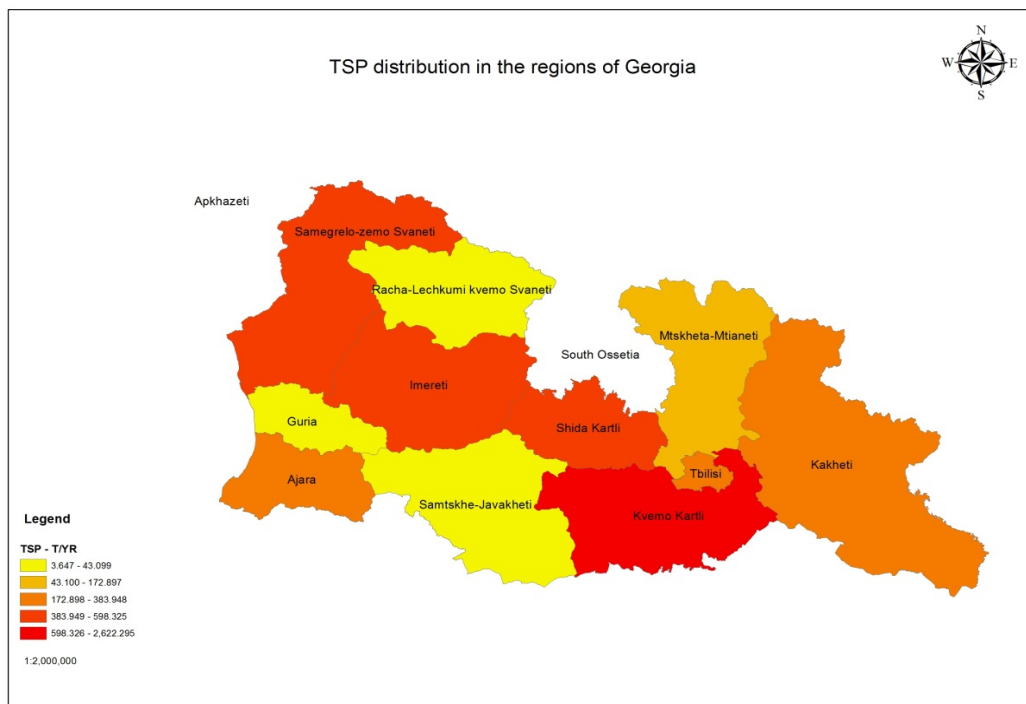 TSP distribution in the regions of Georgia
N
W E
S
Apkhazeti
Samegrelo-zemo Svaneti
Racha-Lechkumi kvemo Svaneti
Mtskheta-Mtianeti
South Ossetia
Imereti
Guria
Shida Kartli
Kakheti
Tbilisi
Ajara
Samtskhe-Javakheti
Kvemo Kartli
Legend
TSP - T/YR
3.647 - 43.099
43.100 - 172.897
172.898 - 383.948
383.949 - 598.325
598.326 - 2,622.295
1:2,000,000